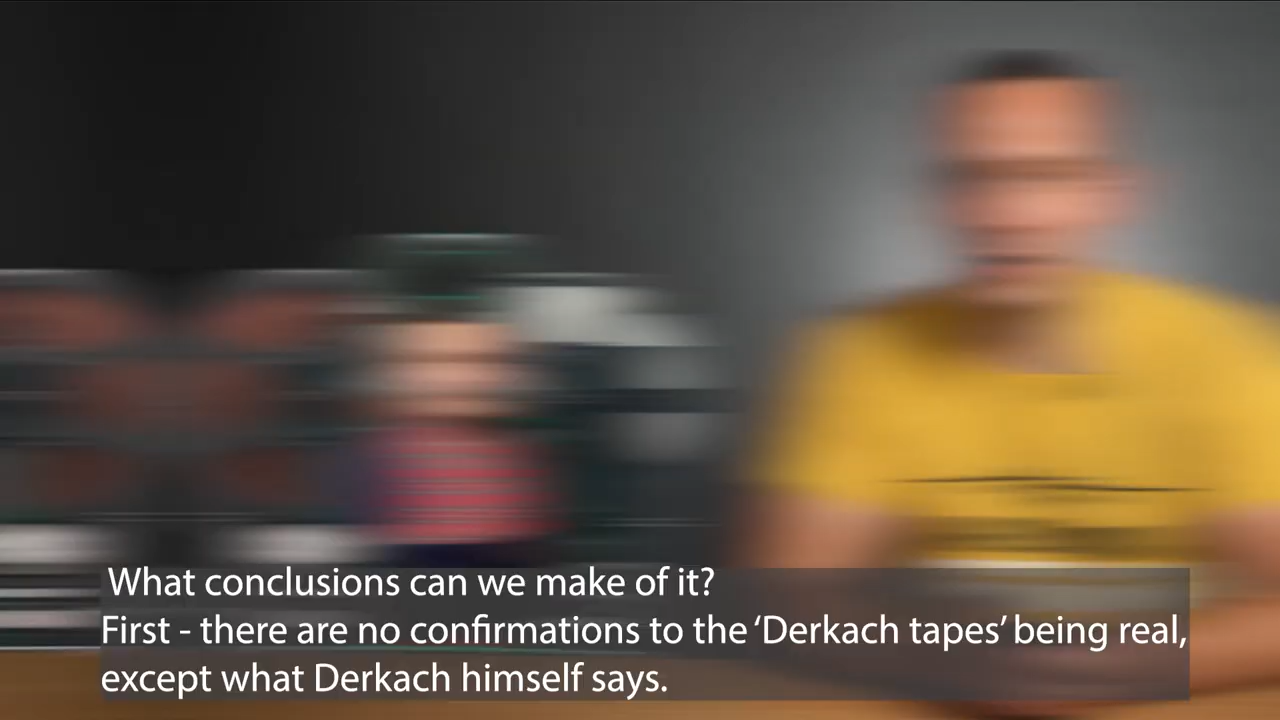 What conclusions can we make of it?
First - there are no confirmations to the ‘Derkach tapes’ being real,
except what Derkach himself says.